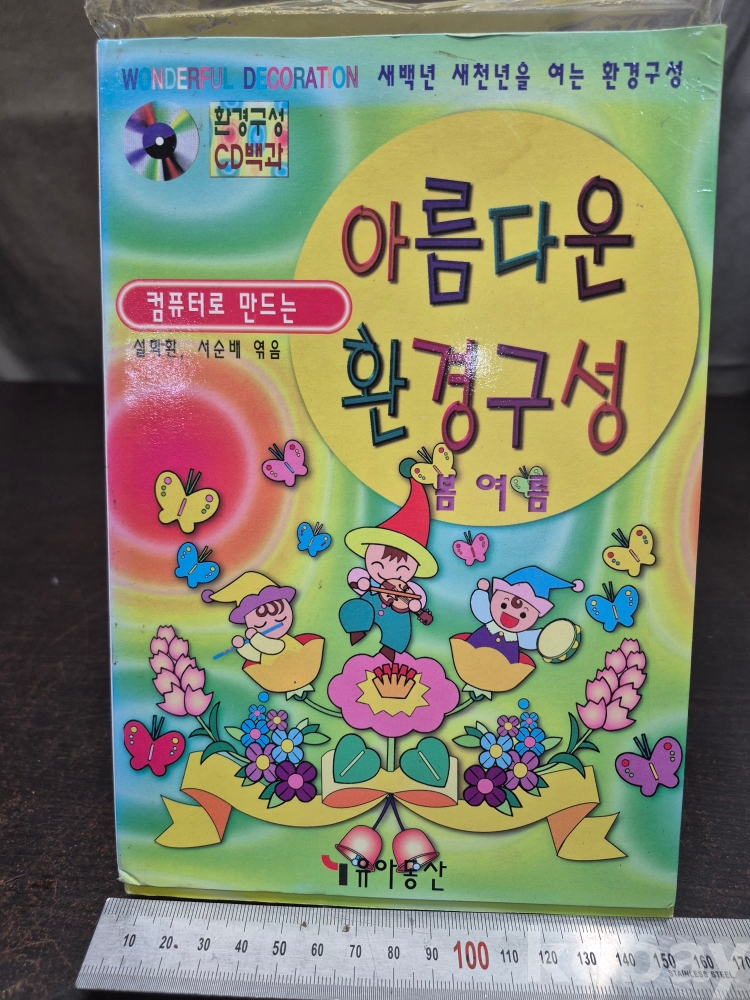 WONDERFUL DECORATION 새백년 새천년을 여는 환경구성
환경구성
CD백과
아름다운
컴퓨터로 만드는
설학환, 서순배 엮음
환경구성
봄 여름
유아동산
10 20 30 40 50 60 70 80 90 100 110 120 130 140 150 160 170
STAINLESS STEEL